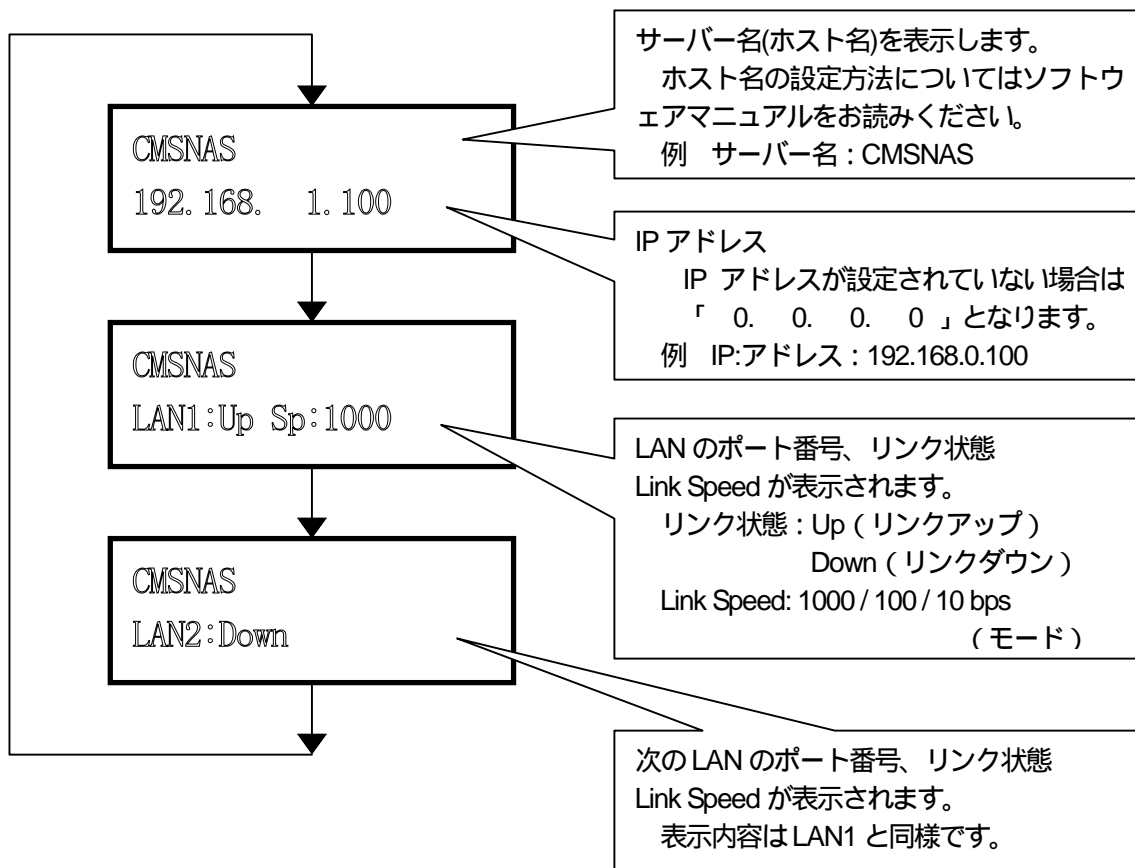 CMSNAS
192. 168.   1. 100
サーバー名(ホスト名)を表示します。
ホスト名の設定方法についてはソフトウ
ェアマニュアルをお読みください。
例　サーバー名：CMSNAS
IP アドレス
IP アドレスが設定されていない場合は
「　0.　0.　0.　0　」となります。
例　IP:アドレス：192.168.0.100
CMSNAS
LAN1:Up Sp:1000
LAN のポート番号、リンク状態
Link Speed が表示されます。
リンク状態：Up（リンクアップ）
Down（リンクダウン）
Link Speed: 1000 / 100 / 10 bps
（モード）
CMSNAS
LAN2:Down
次の LAN のポート番号、リンク状態
Link Speed が表示されます。
表示内容は LAN1 と同様です。